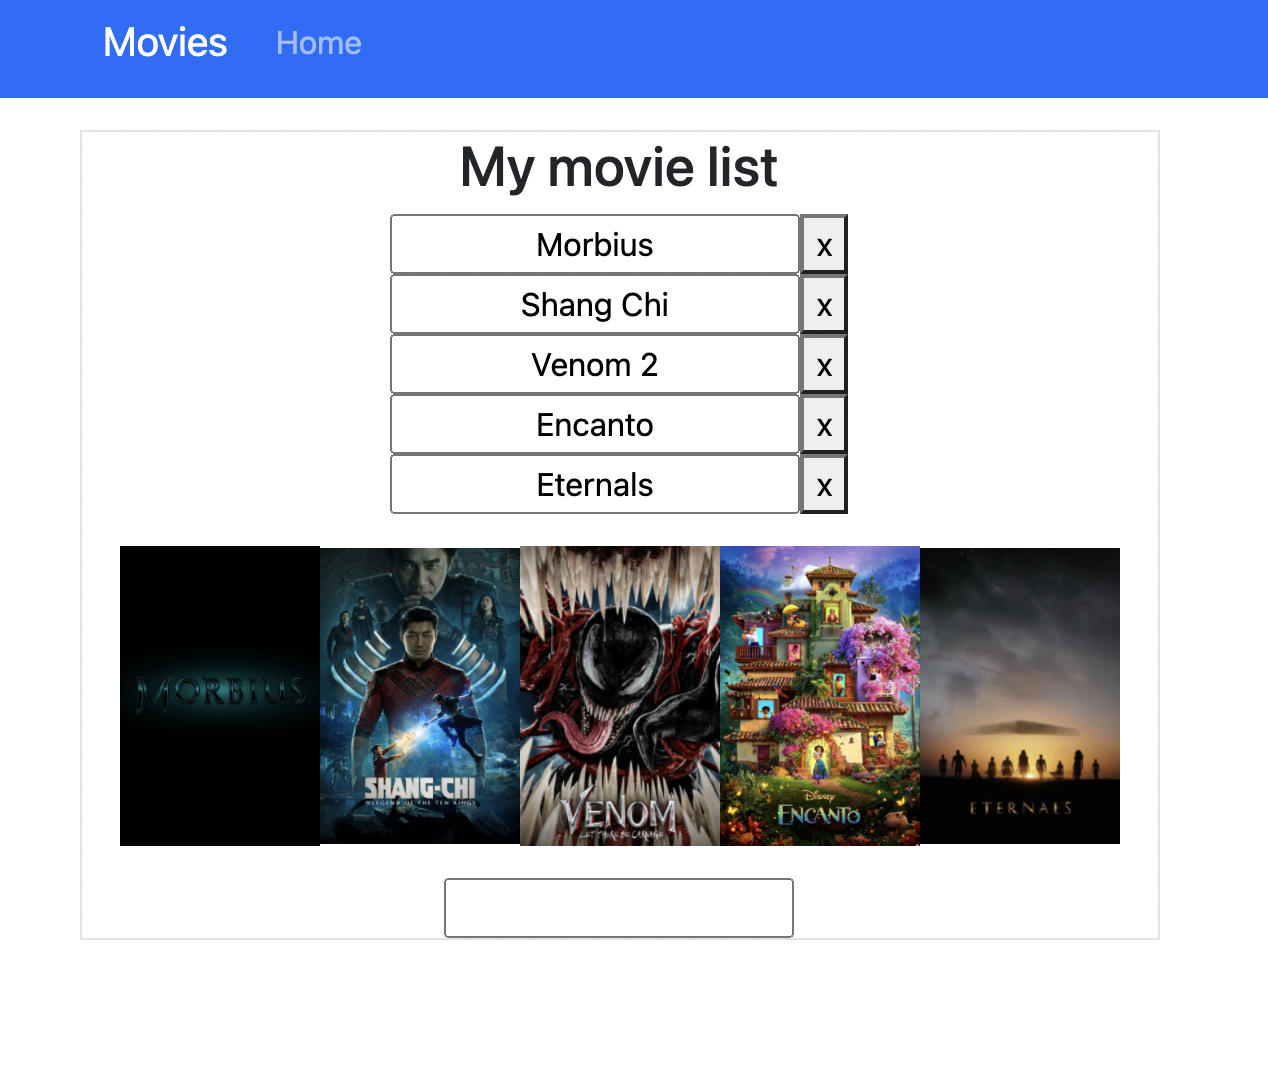 Movies Home
My movie list
Morbius x
Shang Chi x
Venom 2 x
Encanto x
Eternals x
MORBIUS
SHANG-CHI
LEGEND OF THE TEN RINGS
VENOM
LET THERE BE CARNAGE
Disney
ENCANTO
ETERNALS